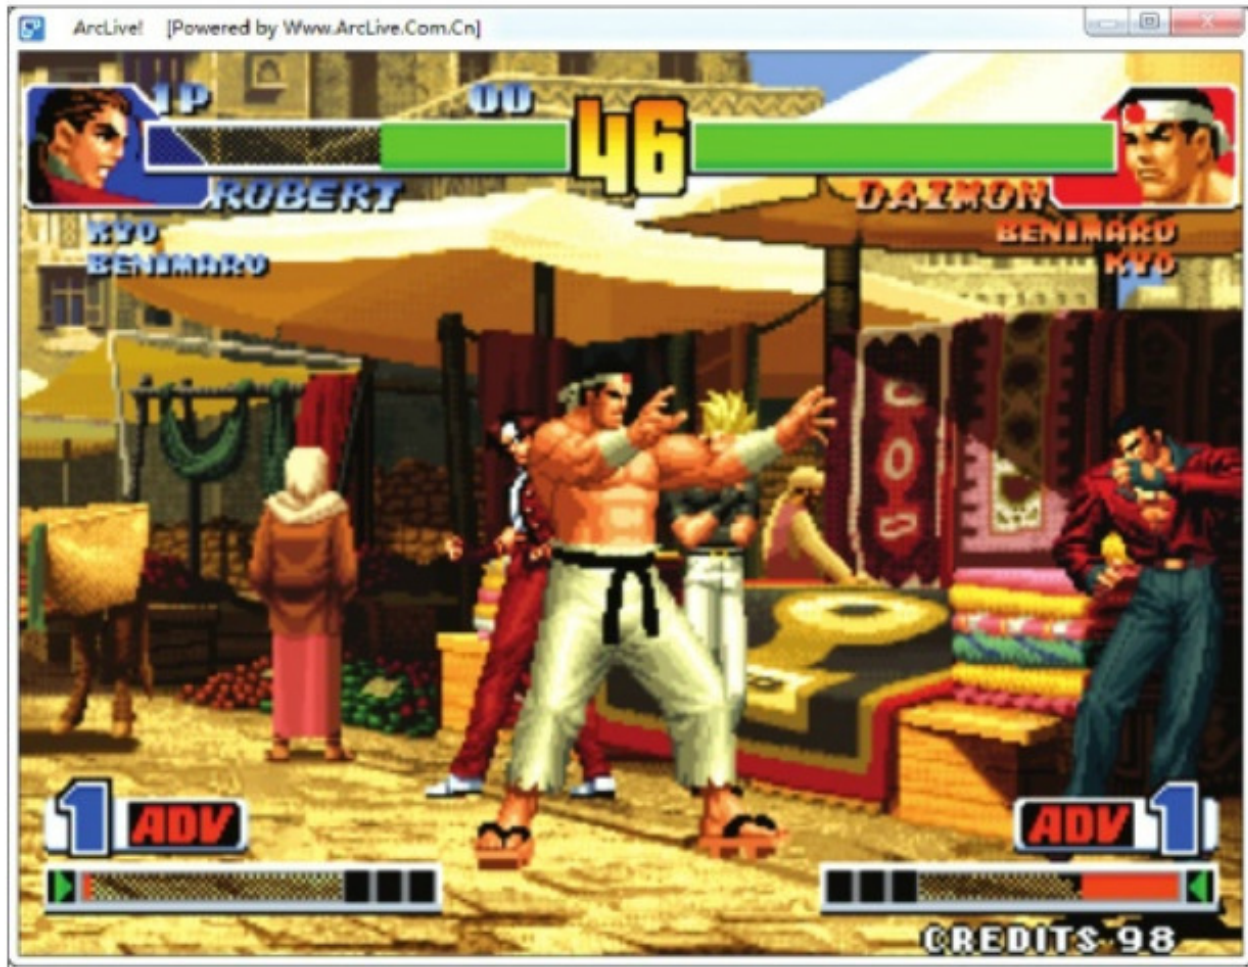 ArcLive! [Powered by Www.ArcLive.Com.Cn]
1P 00
46
ROBERT DAIMON
KYO BENIMARU
BENIMARU KYO
1 ADV ADV 1
CREDITS 98